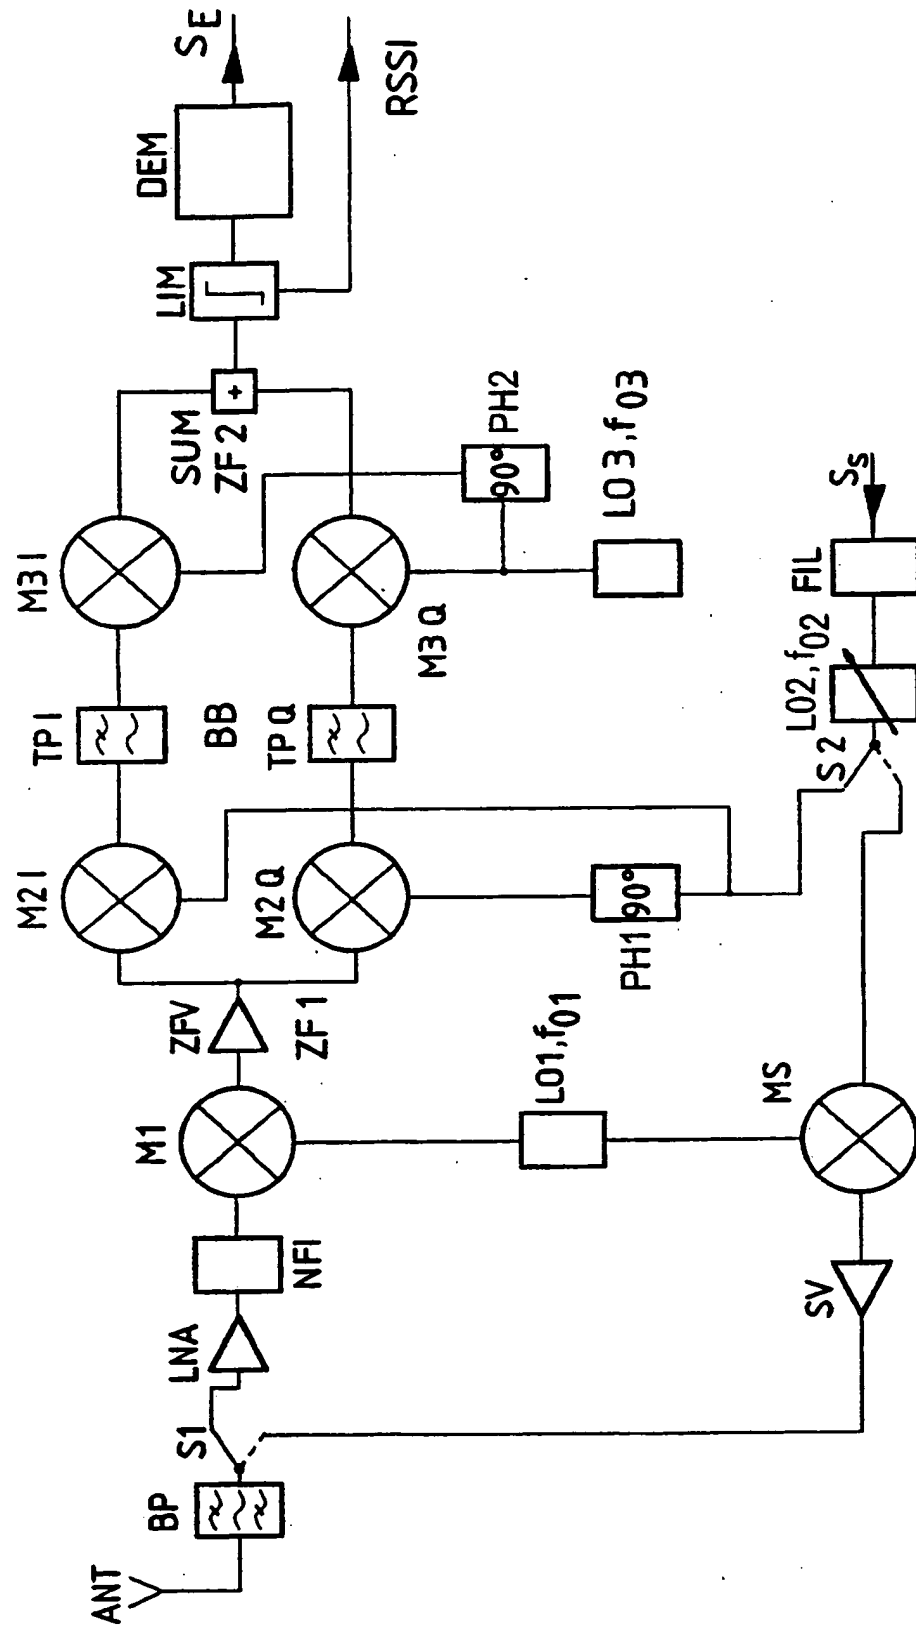 ANT
BP
S1
LNA
NFI
M1
ZFV
ZF1
M2I
M2Q
TPI
BB
TPQ
M3I
M3Q
SUM
ZF2
+
LIM
DEM
SE
RSSI
PH1
90°
PH2
90°
LO1,f01
LO3,f03
SV
MS
S2
LO2,f02
FIL
SS